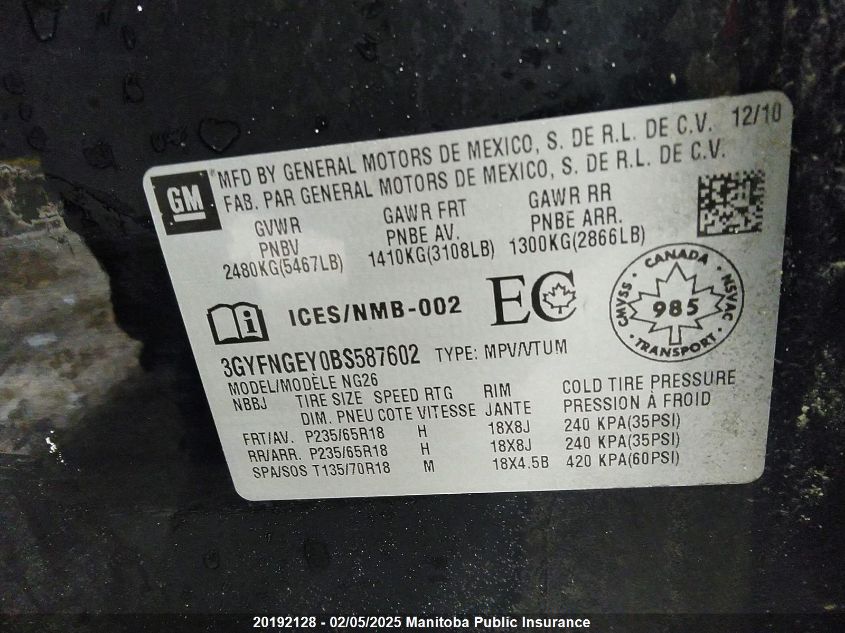 GM
MFD BY GENERAL MOTORS DE MEXICO, S. DE R.L. DE C.V. 12/10
FAB. PAR GENERAL MOTORS DE MEXICO, S. DE R.L. DE C.V.
GVWR GAWR FRT GAWR RR
PNBV PNBE AV. PNBE ARR.
2480KG(5467LB) 1410KG(3108LB) 1300KG(2866LB)
ICES/NMB-002 EC
CANADA
CMVSS 985 NSVAC
TRANSPORT
3GYFNGEY0BS587602 TYPE: MPV/VTUM
MODEL/MODÈLE NG26
NBBJ TIRE SIZE SPEED RTG RIM COLD TIRE PRESSURE
DIM. PNEU COTE VITESSE JANTE PRESSION À FROID
FRT/AV. P235/65R18 H 18X8J 240 KPA(35PSI)
RR/ARR. P235/65R18 H 18X8J 240 KPA(35PSI)
SPA/SOS T135/70R18 M 18X4.5B 420 KPA(60PSI)
20192128 - 02/05/2025 Manitoba Public Insurance